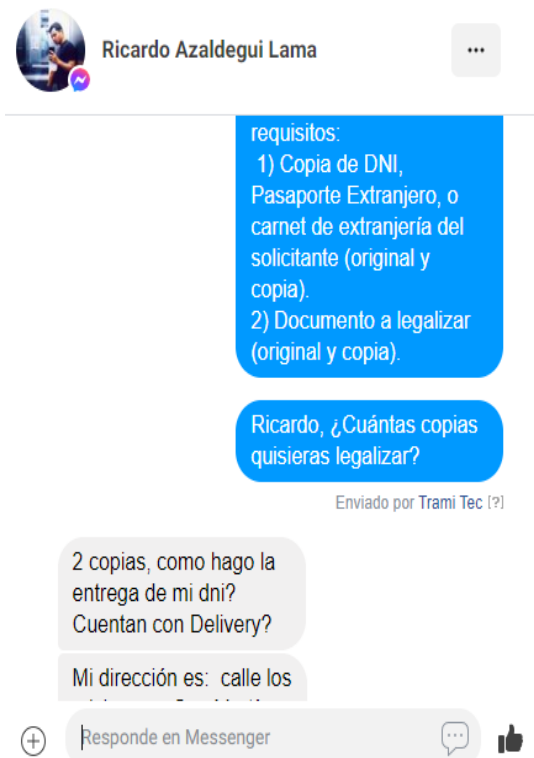 Ricardo Azaldegui Lama
requisitos:
1) Copia de DNI,
Pasaporte Extranjero, o
carnet de extranjería del
solicitante (original y
copia).
2) Documento a legalizar
(original y copia).
Ricardo, ¿Cuántas copias
quisieras legalizar?
Enviado por Trami Tec [?]
2 copias, como hago la
entrega de mi dni?
Cuentan con Delivery?
Mi dirección es: calle los
Responde en Messenger